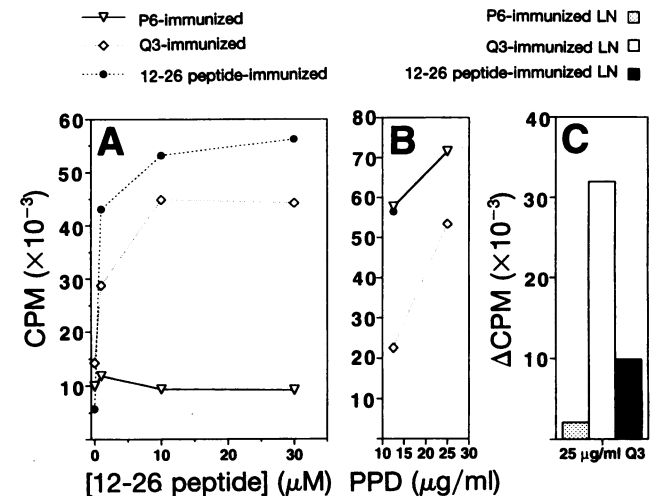 P6-immunized
Q3-immunized
12-26 peptide-immunized
P6-immunized LN
Q3-immunized LN
12-26 peptide-immunized LN
A
60
50
40
30
20
10
CPM (×10⁻³)
0 10 20 30
[12-26 peptide] (μM)
B
80
70
60
50
40
30
20
10
10 15 20 25 30
PPD (μg/ml)
C
40
30
20
10
ΔCPM (×10⁻³)
25 μg/ml Q3